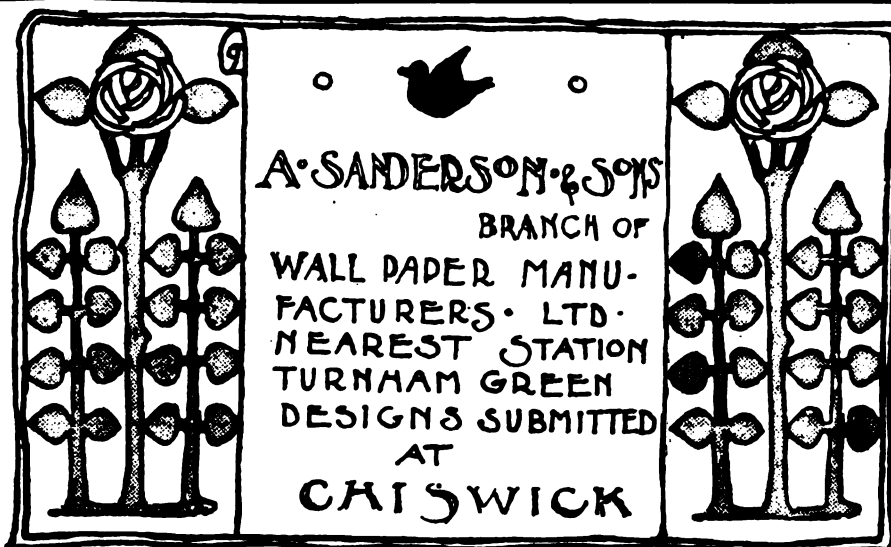 A·SANDERSON·& SONS
BRANCH OF
WALL PAPER MANU-
FACTURERS· LTD·
NEAREST STATION
TURNHAM GREEN
DESIGNS SUBMITTED
AT
CHISWICK